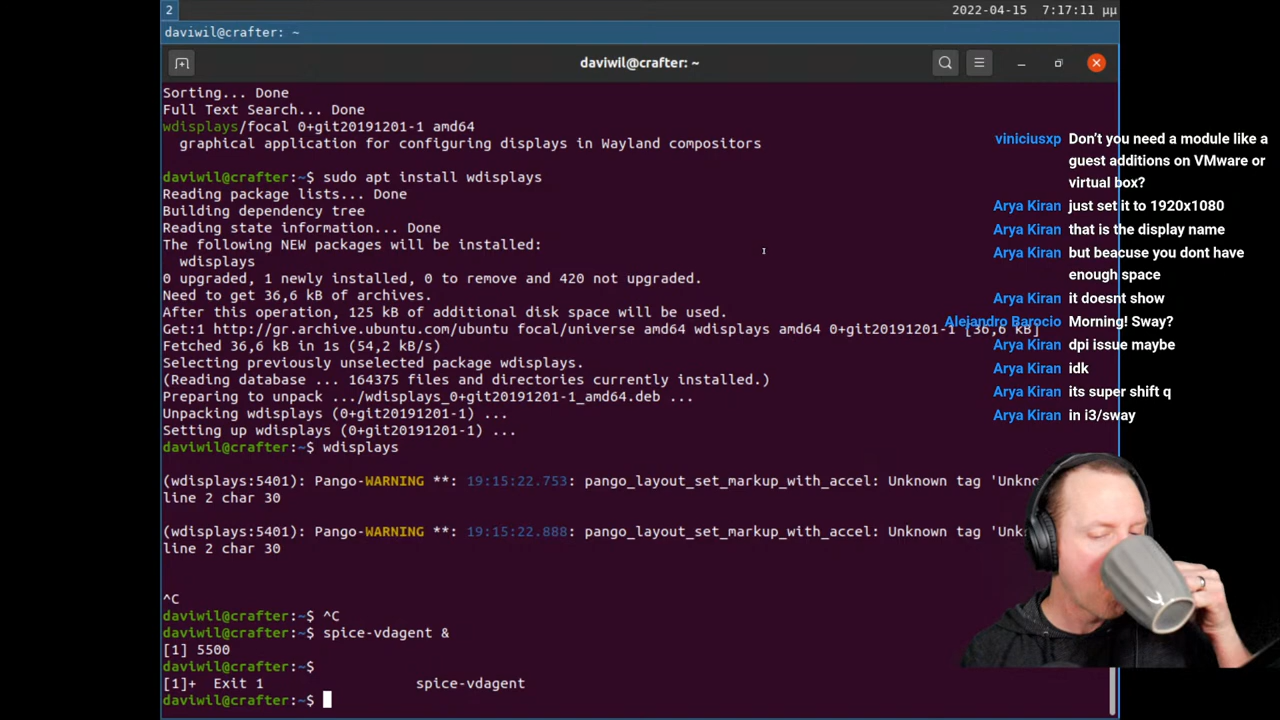 2
2022-04-15 7:17:11 μμ
daviwil@crafter: ~
daviwil@crafter: ~
Sorting... Done
Full Text Search... Done
wdisplays/focal 0+git20191201-1 amd64
graphical application for configuring displays in Wayland compositors
daviwil@crafter:~$ sudo apt install wdisplays
Reading package lists... Done
Building dependency tree
Reading state information... Done
The following NEW packages will be installed:
wdisplays
0 upgraded, 1 newly installed, 0 to remove and 420 not upgraded.
Need to get 36,6 kB of archives.
After this operation, 125 kB of additional disk space will be used.
Get:1 http://gr.archive.ubuntu.com/ubuntu focal/universe amd64 wdisplays amd64 0+git20191201-1 [36,6 kB]
Fetched 36,6 kB in 1s (54,2 kB/s)
Selecting previously unselected package wdisplays.
(Reading database ... 164375 files and directories currently installed.)
Preparing to unpack .../wdisplays_0+git20191201-1_amd64.deb ...
Unpacking wdisplays (0+git20191201-1) ...
Setting up wdisplays (0+git20191201-1) ...
daviwil@crafter:~$ wdisplays
(wdisplays:5401): Pango-WARNING **: 19:15:22.753: pango_layout_set_markup_with_accel: Unknown tag 'Unkno
line 2 char 30
(wdisplays:5401): Pango-WARNING **: 19:15:22.888: pango_layout_set_markup_with_accel: Unknown tag 'Unk
line 2 char 30
^C
daviwil@crafter:~$ ^C
daviwil@crafter:~$ spice-vdagent &
[1] 5500
daviwil@crafter:~$
[1]+ Exit 1 spice-vdagent
daviwil@crafter:~$
viniciusxp Don't you need a module like a
guest additions on VMware or
virtual box?
Arya Kiran just set it to 1920x1080
Arya Kiran that is the display name
Arya Kiran but beacuse you dont have
enough space
Arya Kiran it doesnt show
Alejandro Barocio Morning! Sway?
Arya Kiran dpi issue maybe
Arya Kiran idk
Arya Kiran its super shift q
Arya Kiran in i3/sway